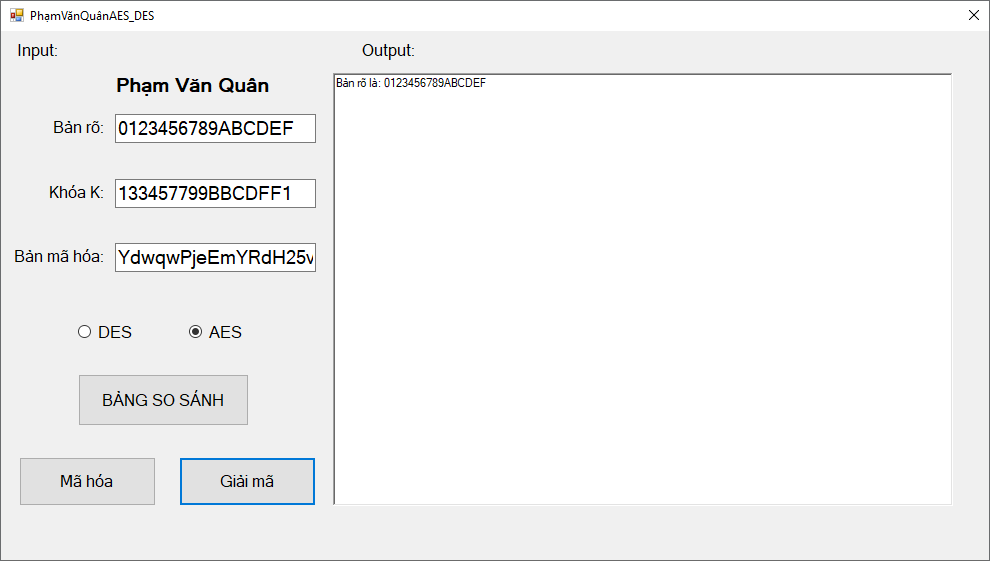 PhạmVănQuânAES_DES
Input:
Output:
Phạm Văn Quân
Bản rõ là: 0123456789ABCDEF
Bản rõ: 0123456789ABCDEF
Khóa K: 133457799BBCDFF1
Bản mã hóa: YdwqwPjeEmYRdH25v
DES AES
BẢNG SO SÁNH
Mã hóa Giải mã